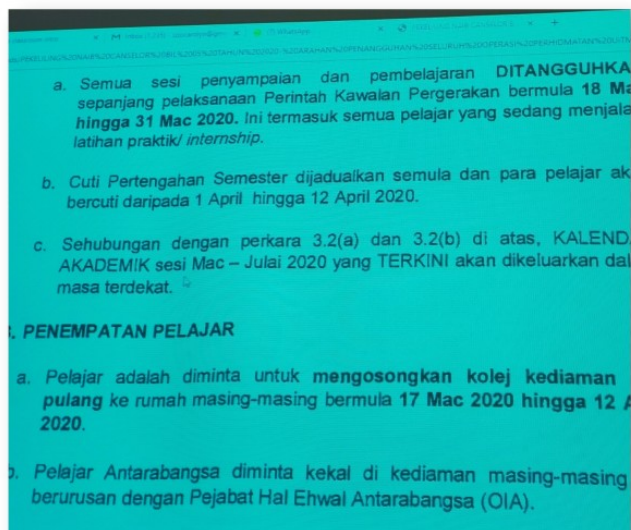 a. Semua sesi penyampaian dan pembelajaran DITANGGUHKA
sepanjang pelaksanaan Perintah Kawalan Pergerakan bermula 18 Ma
hingga 31 Mac 2020. Ini termasuk semua pelajar yang sedang menjala
latihan praktik/ internship.
b. Cuti Pertengahan Semester dijadualkan semula dan para pelajar ak
bercuti daripada 1 April hingga 12 April 2020.
c. Sehubungan dengan perkara 3.2(a) dan 3.2(b) di atas, KALEND
AKADEMIK sesi Mac – Julai 2020 yang TERKINI akan dikeluarkan dal
masa terdekat.
. PENEMPATAN PELAJAR
a. Pelajar adalah diminta untuk mengosongkan kolej kediaman
pulang ke rumah masing-masing bermula 17 Mac 2020 hingga 12 A
2020.
b. Pelajar Antarabangsa diminta kekal di kediaman masing-masing
berurusan dengan Pejabat Hal Ehwal Antarabangsa (OIA).